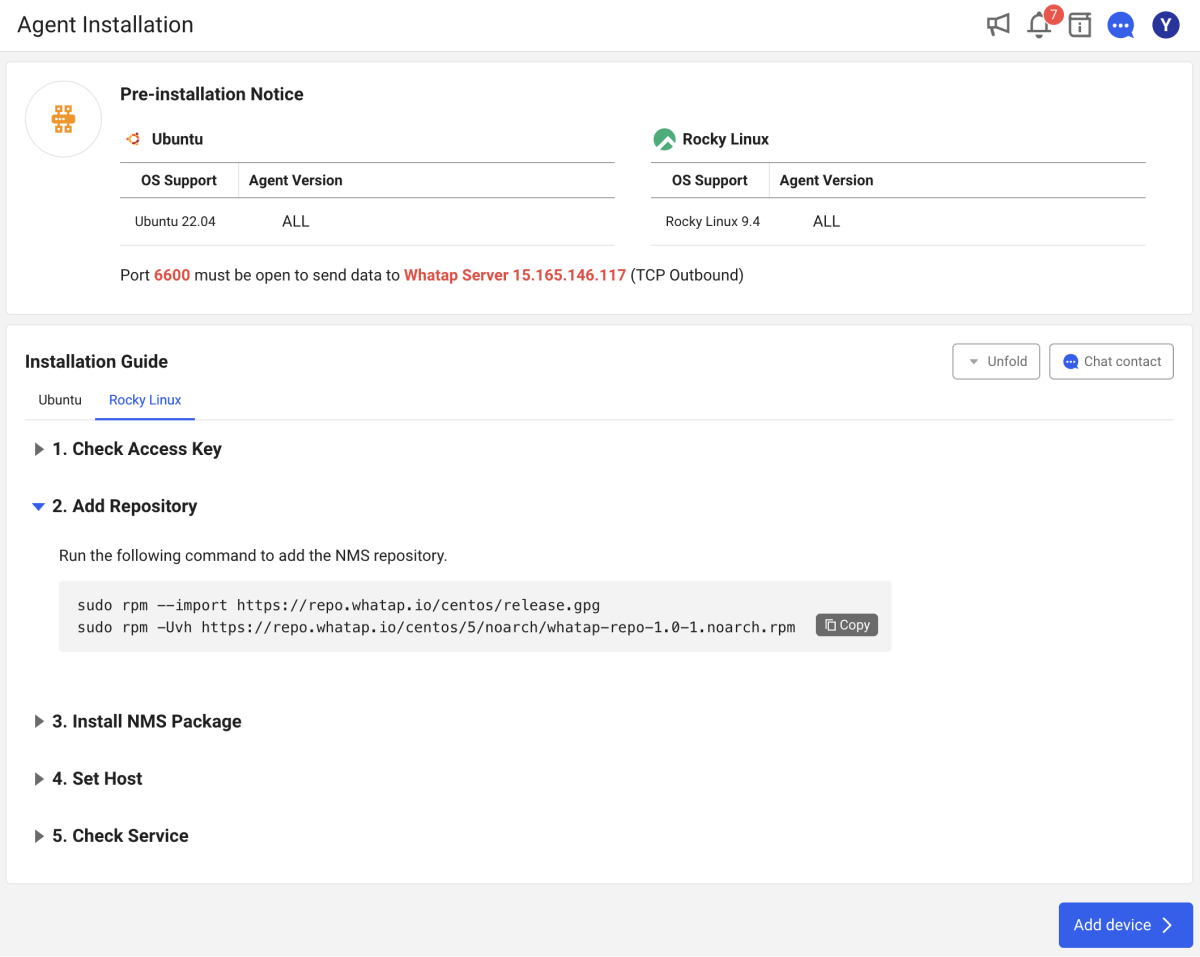 Agent Installation
7
Y
Pre-installation Notice
Ubuntu
OS Support Agent Version
Ubuntu 22.04 ALL
Rocky Linux
OS Support Agent Version
Rocky Linux 9.4 ALL
Port 6600 must be open to send data to Whatap Server 15.165.146.117 (TCP Outbound)
Installation Guide
Unfold
Chat contact
Ubuntu
Rocky Linux
1. Check Access Key
2. Add Repository
Run the following command to add the NMS repository.
sudo rpm --import https://repo.whatap.io/centos/release.gpg
sudo rpm -Uvh https://repo.whatap.io/centos/5/noarch/whatap-repo-1.0-1.noarch.rpm
Copy
3. Install NMS Package
4. Set Host
5. Check Service
Add device